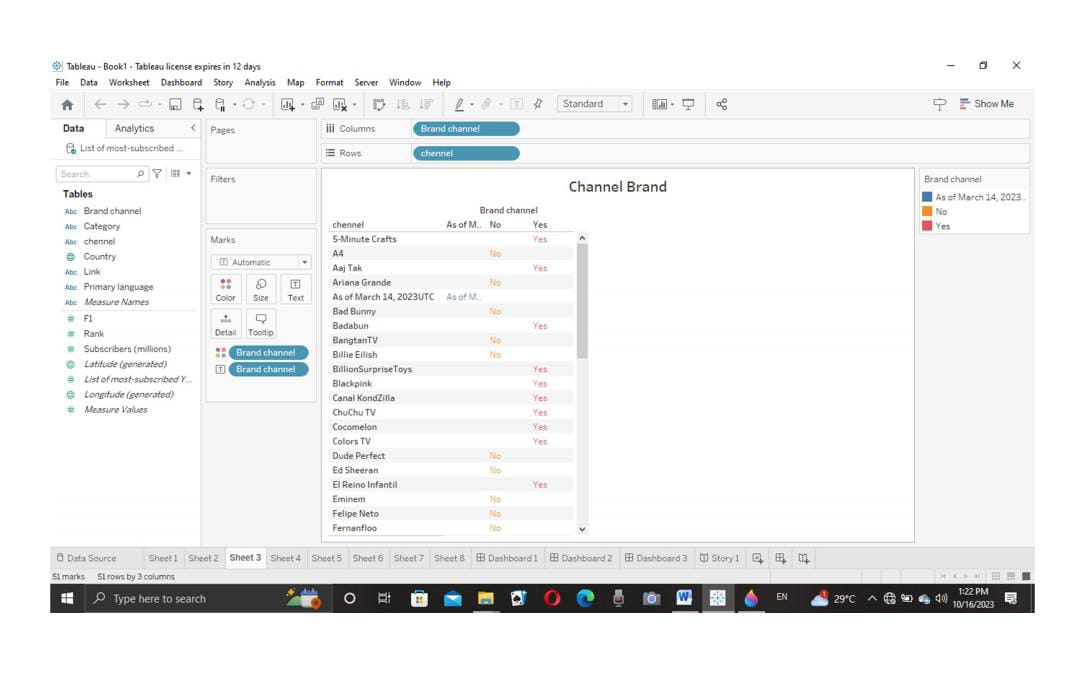 Tableau - Book1 - Tableau license expires in 12 days
File Data Worksheet Dashboard Story Analysis Map Format Server Window Help
Standard
Show Me
Data Analytics
List of most-subscribed ...
Search
Tables
Abc Brand channel
Abc Category
Abc chennel
Country
Abc Link
Abc Primary language
Abc Measure Names
# F1
# Rank
# Subscribers (millions)
Latitude (generated)
# List of most-subscribed Y...
Longitude (generated)
# Measure Values
Pages
Filters
Marks
Automatic
Color Size Text
Detail Tooltip
Brand channel
Brand channel
Columns Brand channel
Rows chennel
Channel Brand
Brand channel
chennel As of M.. No Yes
5-Minute Crafts Yes
A4 No
Aaj Tak Yes
Ariana Grande No
As of March 14, 2023UTC As of M..
Bad Bunny No
Badabun Yes
BangtanTV No
Billie Eilish No
BillionSurpriseToys Yes
Blackpink Yes
Canal KondZilla Yes
ChuChu TV Yes
Cocomelon Yes
Colors TV Yes
Dude Perfect No
Ed Sheeran No
El Reino Infantil Yes
Eminem No
Felipe Neto No
Fernanfloo No
Brand channel
As of March 14, 2023..
No
Yes
Data Source Sheet 1 Sheet 2 Sheet 3 Sheet 4 Sheet 5 Sheet 6 Sheet 7 Sheet 8 Dashboard 1 Dashboard 2 Dashboard 3 Story 1
51 marks 51 rows by 3 columns
Type here to search
EN
29°C
1:22 PM
10/16/2023